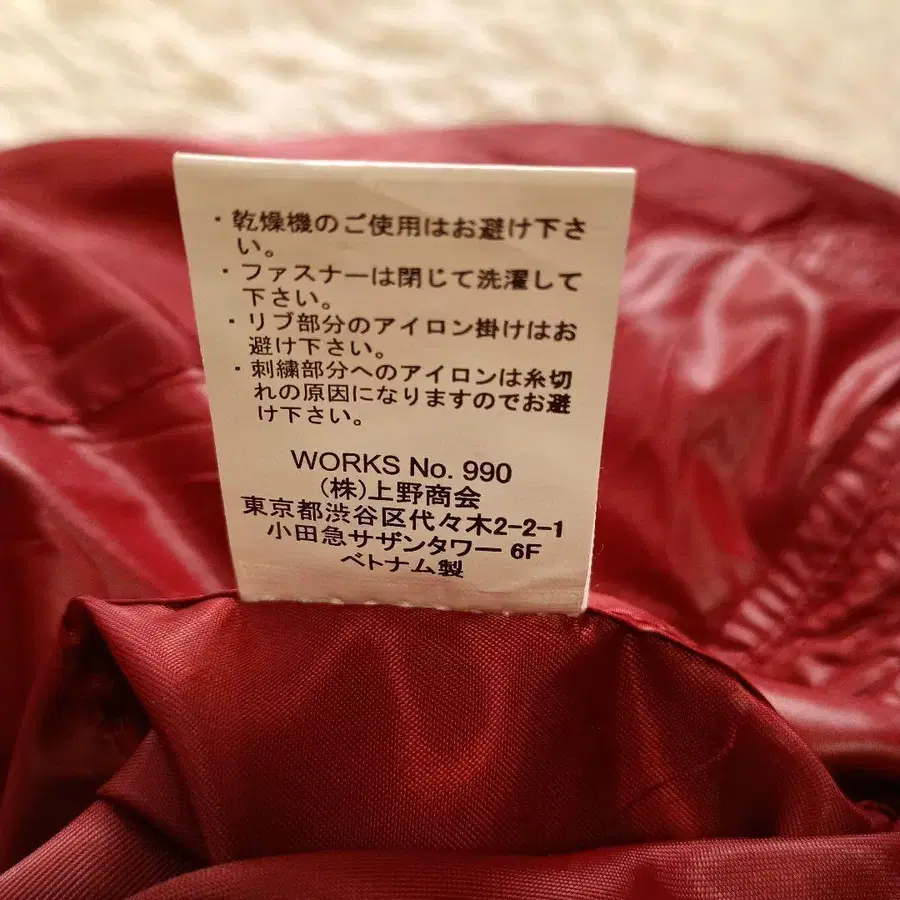 ・乾燥機のご使用はお避け下さ
い。
・ファスナーは閉じて洗濯して
下さい。
・リブ部分のアイロン掛けはお
避け下さい。
・刺繍部分へのアイロンは糸切
れの原因になりますのでお避
け下さい。
WORKS No. 990
(株)上野商会
東京都渋谷区代々木2-2-1
小田急サザンタワー 6F
ベトナム製